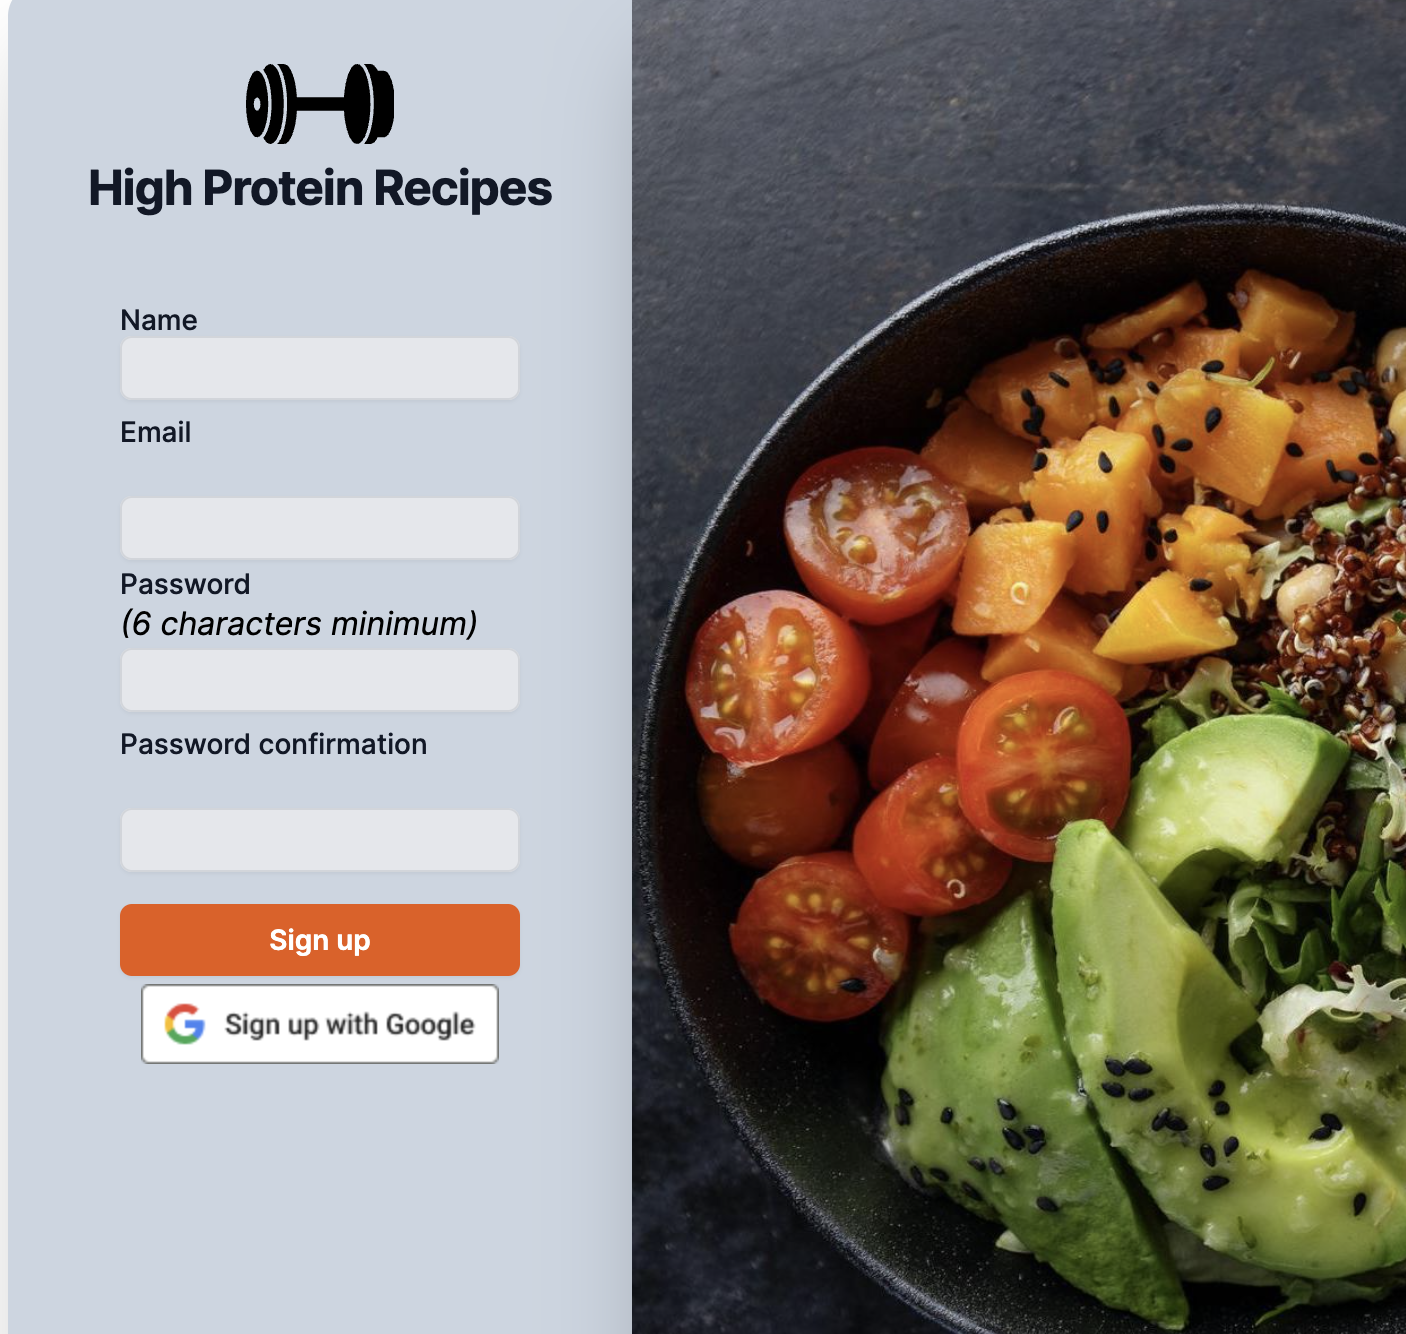 High Protein Recipes
Name
Email
Password
(6 characters minimum)
Password confirmation
Sign up
Sign up with Google